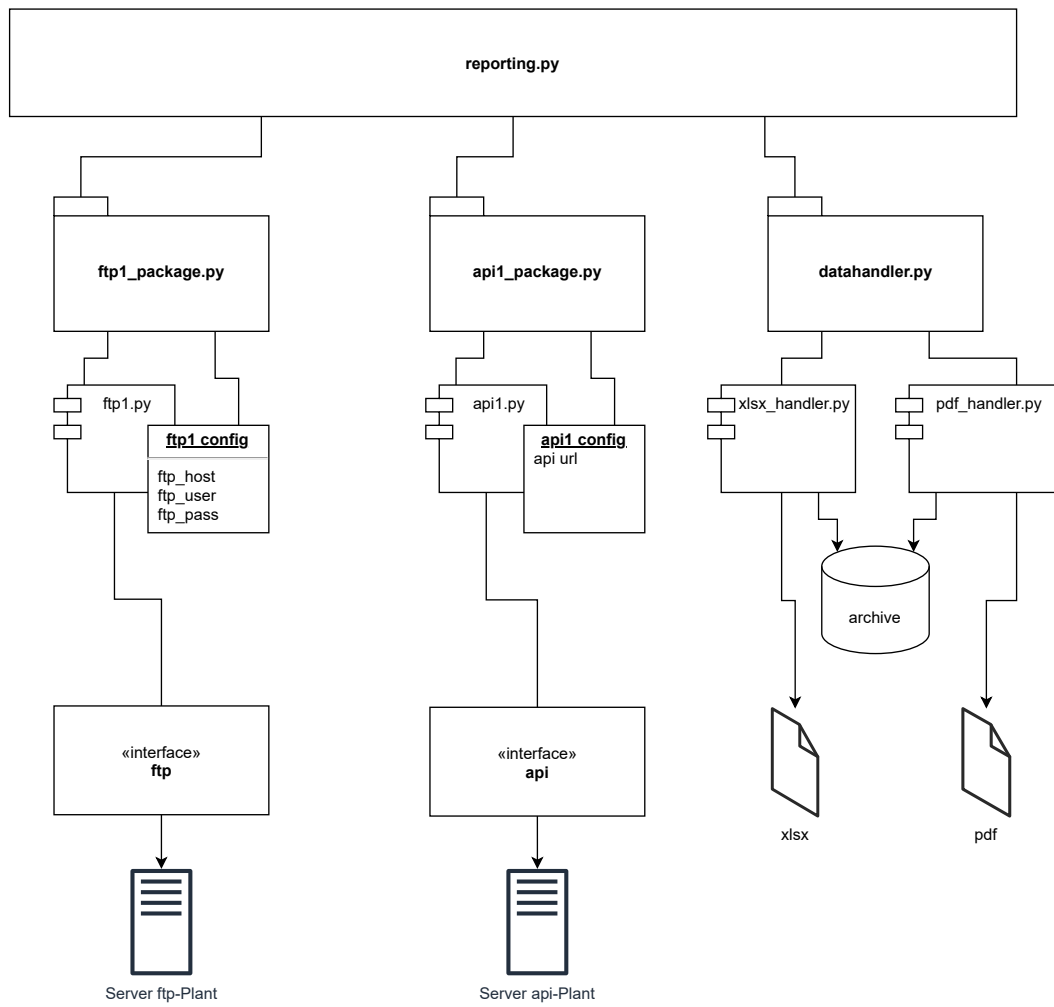 reporting.py
ftp1_package.py
api1_package.py
datahandler.py
ftp1.py
ftp1 config
ftp_host
ftp_user
ftp_pass
api1.py
api1 config
api url
xlsx_handler.py
pdf_handler.py
archive
«interface»
ftp
«interface»
api
xlsx
pdf
Server ftp-Plant
Server api-Plant